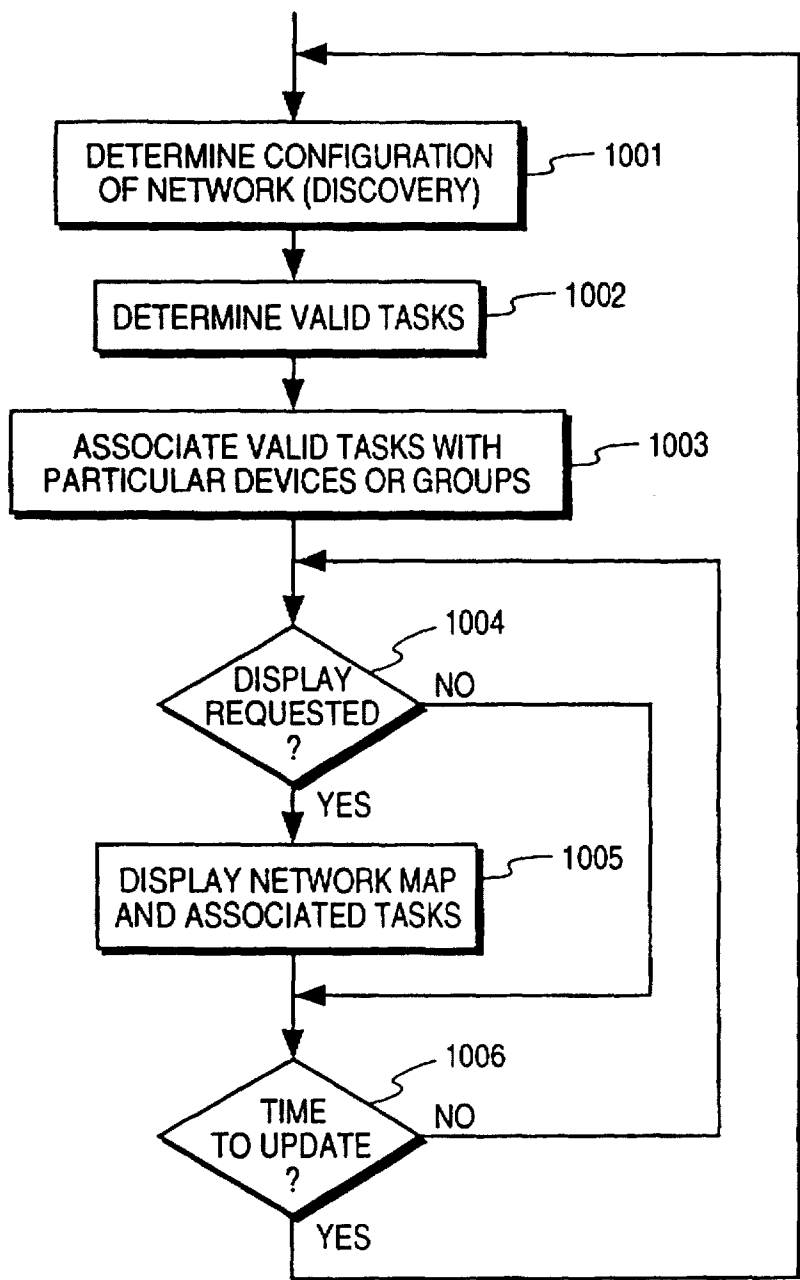 DETERMINE CONFIGURATION
OF NETWORK (DISCOVERY)
1001
DETERMINE VALID TASKS
1002
ASSOCIATE VALID TASKS WITH
PARTICULAR DEVICES OR GROUPS
1003
1004
DISPLAY
REQUESTED
?
NO
YES
DISPLAY NETWORK MAP
AND ASSOCIATED TASKS
1005
1006
TIME
TO UPDATE
?
NO
YES